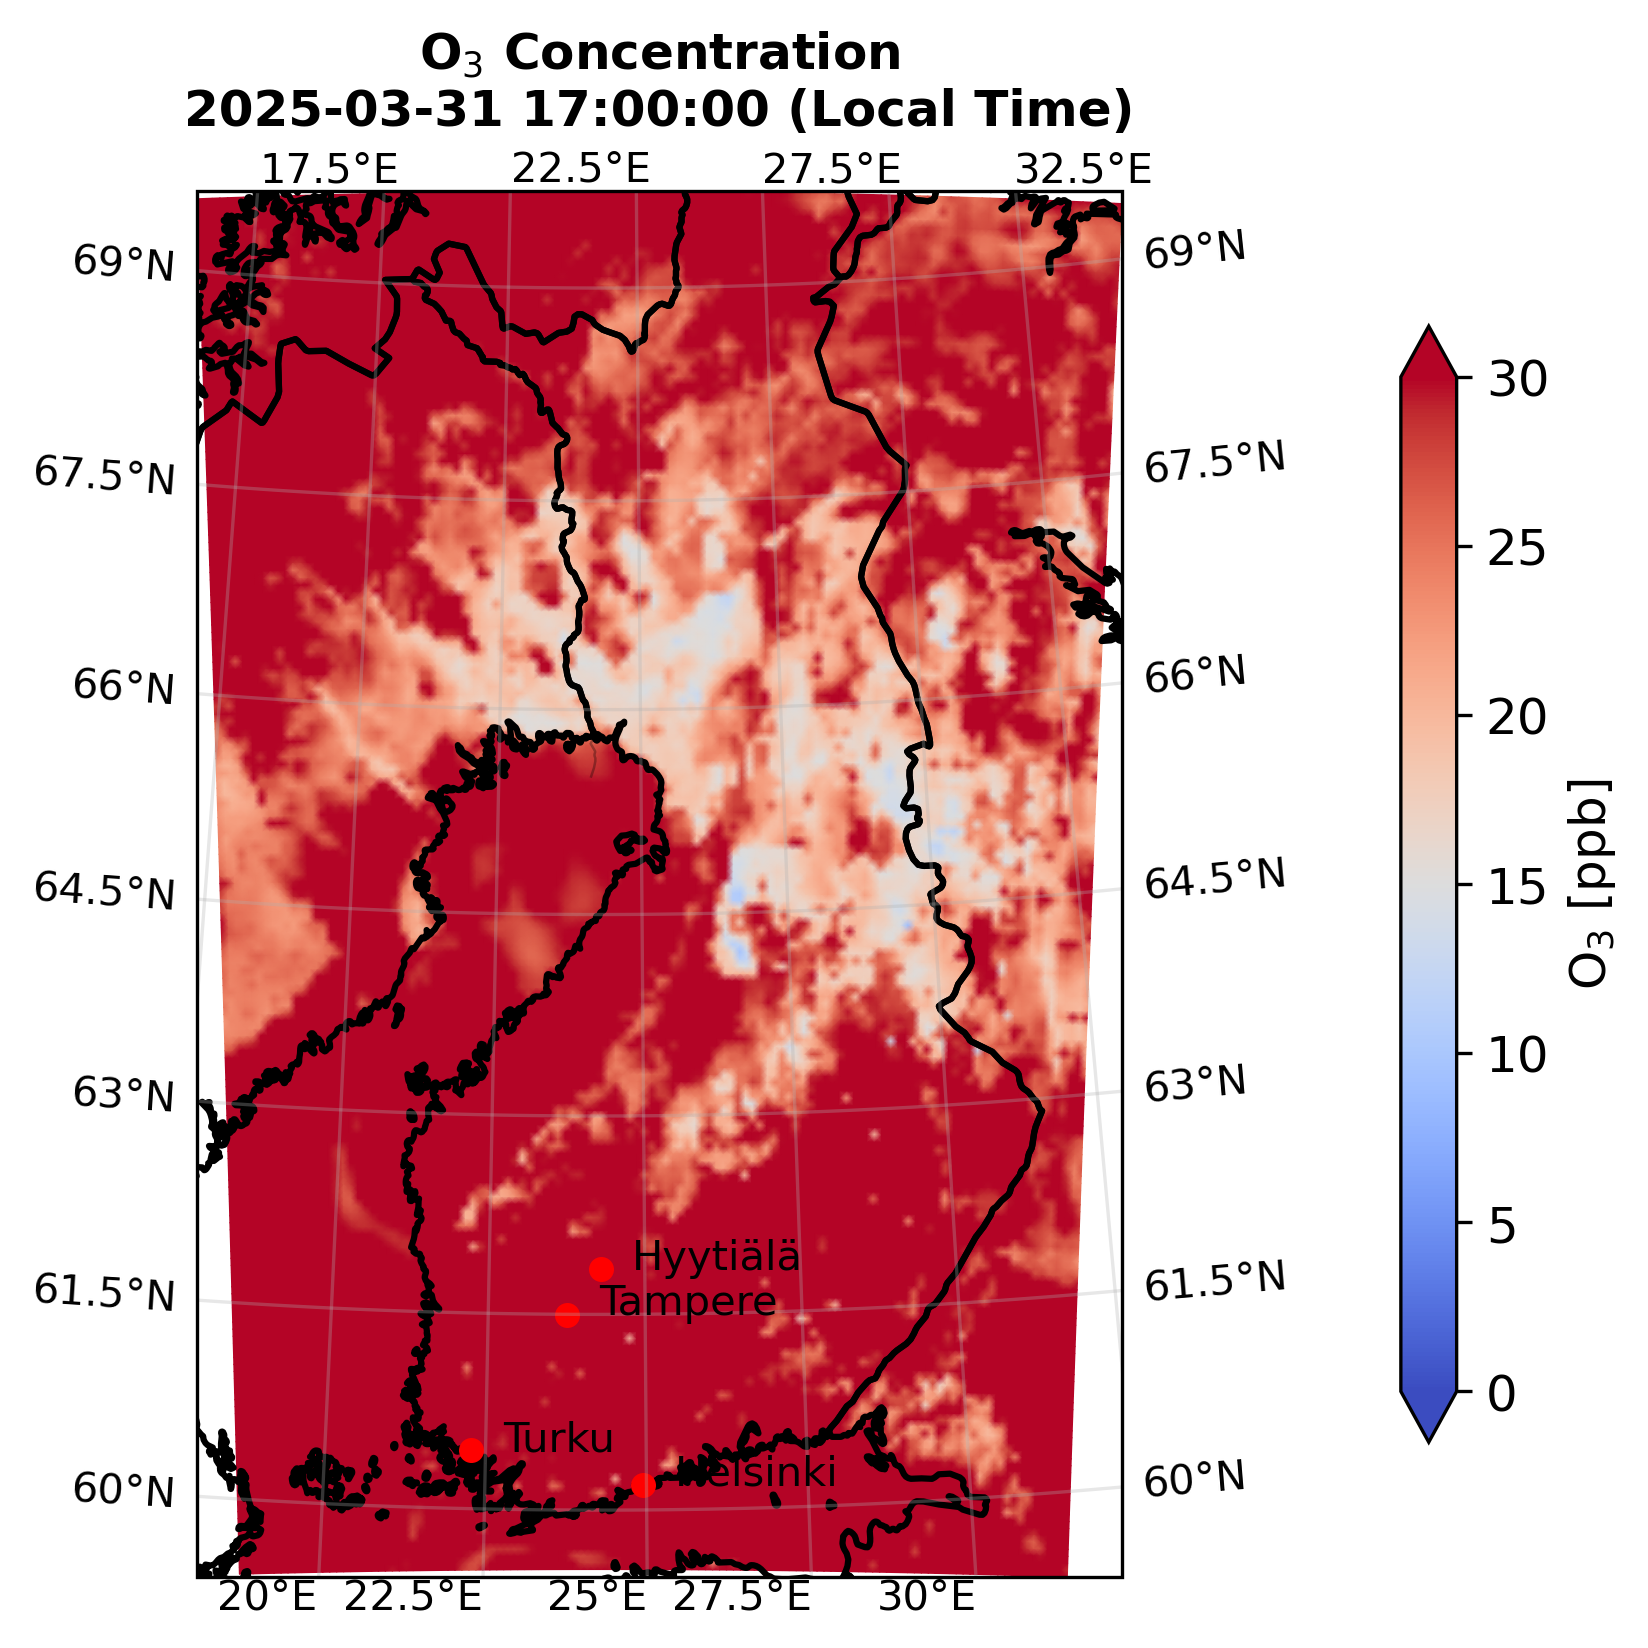 O₃ Concentration
2025-03-31 17:00:00 (Local Time)
17.5°E 22.5°E 27.5°E 32.5°E
69°N 69°N
67.5°N 67.5°N
66°N 66°N
64.5°N 64.5°N
63°N 63°N
61.5°N 61.5°N
60°N 60°N
Hyytiälä
Tampere
Turku
Helsinki
20°E 22.5°E 25°E 27.5°E 30°E
30
25
20
15
10
5
0
O₃ [ppb]